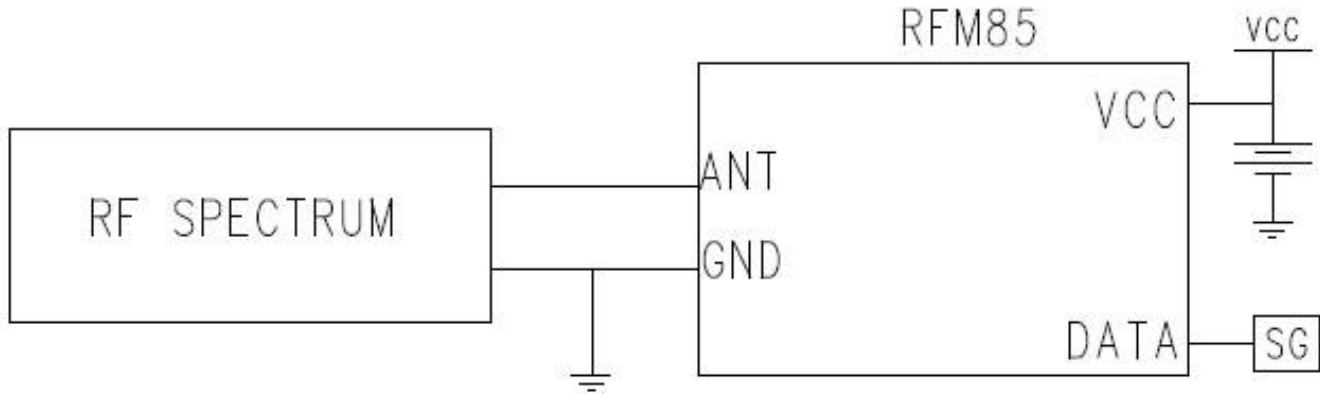 RFM85
VCC
VCC
ANT
RF SPECTRUM
GND
DATA
SG